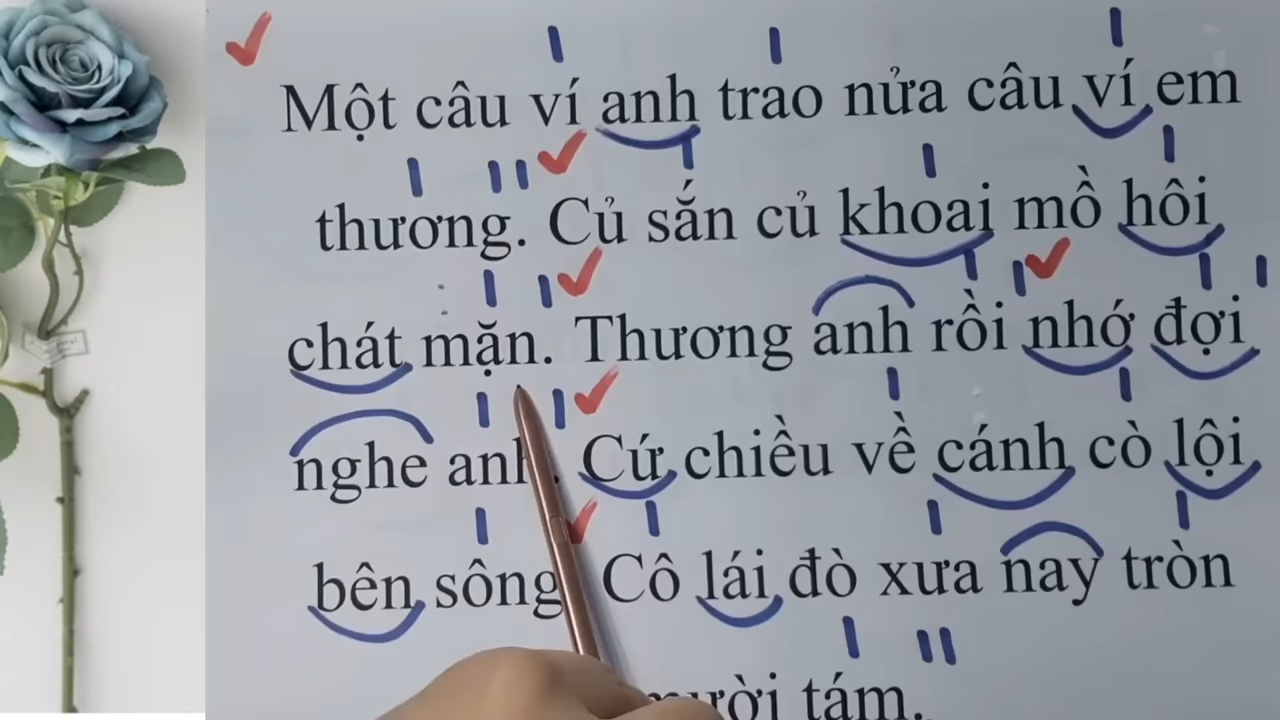 Một câu ví anh trao nửa câu ví em
thương. Củ sắn củ khoai mồ hôi
chát mặn. Thương anh rồi nhớ đợi
nghe anh. Cứ chiều về cánh cò lội
bên sông Cô lái đò xưa nay tròn
tám.